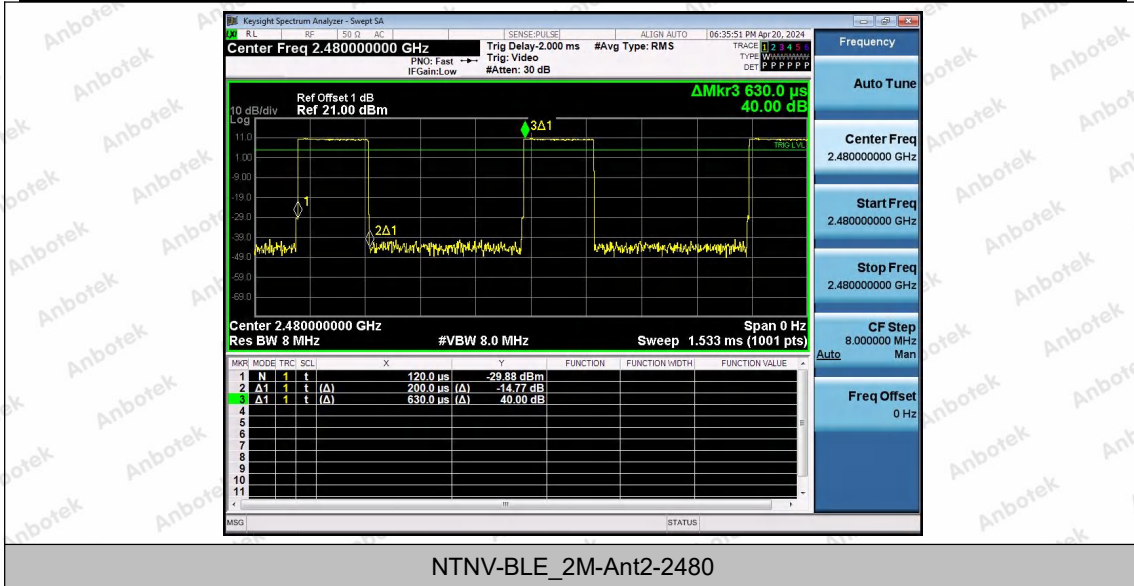 Keysight Spectrum Analyzer - Swept SA
LXI RL RF 50 Ω AC SENSE:PULSE ALIGN AUTO 06:35:51 PM Apr 20, 2024
Center Freq 2.480000000 GHz Trig Delay-2.000 ms #Avg Type: RMS TRACE 1 2 3 4 5 6
PNO: Fast Trig: Video TYPE WWWWWW
IFGain:Low #Atten: 30 dB DET P P P P P P
Frequency
Auto Tune
Center Freq
2.480000000 GHz
Start Freq
2.480000000 GHz
Stop Freq
2.480000000 GHz
CF Step
8.000000 MHz
Auto Man
Freq Offset
0 Hz
ΔMkr3 630.0 µs
40.00 dB
Ref Offset 1 dB
10 dB/div Ref 21.00 dBm
Log
11.0
1.00
-9.00
-19.0
-29.0
-39.0
-49.0
-59.0
-69.0
3Δ1
TRIG LVL
1
2Δ1
Center 2.480000000 GHz Span 0 Hz
Res BW 8 MHz #VBW 8.0 MHz Sweep 1.533 ms (1001 pts)
MKR MODE TRC SCL X Y FUNCTION FUNCTION WIDTH FUNCTION VALUE
1 N 1 t 120.0 µs -29.88 dBm
2 Δ1 1 t (Δ) 200.0 µs (Δ) -14.77 dB
3 Δ1 1 t (Δ) 630.0 µs (Δ) 40.00 dB
4
5
6
7
8
9
10
11
MSG STATUS
NTNV-BLE_2M-Ant2-2480
Anbotek